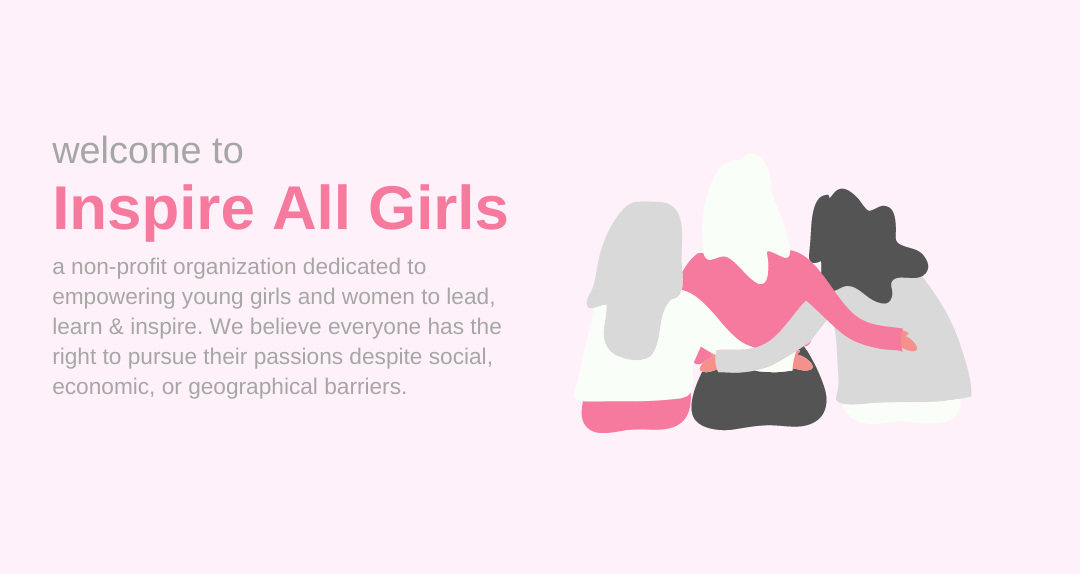 welcome to
Inspire All Girls
a non-profit organization dedicated to
empowering young girls and women to lead,
learn & inspire. We believe everyone has the
right to pursue their passions despite social,
economic, or geographical barriers.